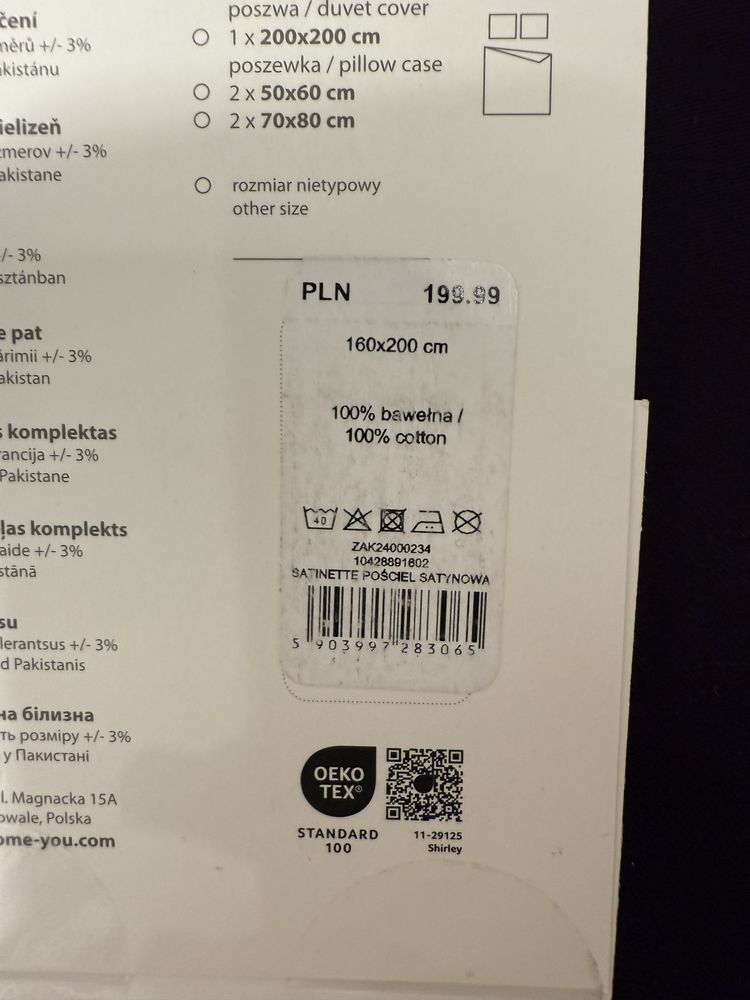 čení
měrů +/- 3%
kistánu
ielizeň
zmerov +/- 3%
akistane
/- 3%
sztánban
e pat
ărimii +/- 3%
akistan
s komplektas
rancija +/- 3%
Pakistane
ļas komplekts
aide +/- 3%
stānā
su
lerantsus +/- 3%
d Pakistanis
на білизна
ть розміру +/- 3%
у Пакистані
l. Magnacka 15A
owale, Polska
ome-you.com
poszwa / duvet cover
1 x 200x200 cm
poszewka / pillow case
2 x 50x60 cm
2 x 70x80 cm
rozmiar nietypowy
other size
PLN 199.99
160x200 cm
100% bawełna /
100% cotton
40
ZAK24000234
10428891602
SATINETTE POŚCIEL SATYNOWA
5 903997 283065
OEKO
TEX®
STANDARD
100
11-29125
Shirley